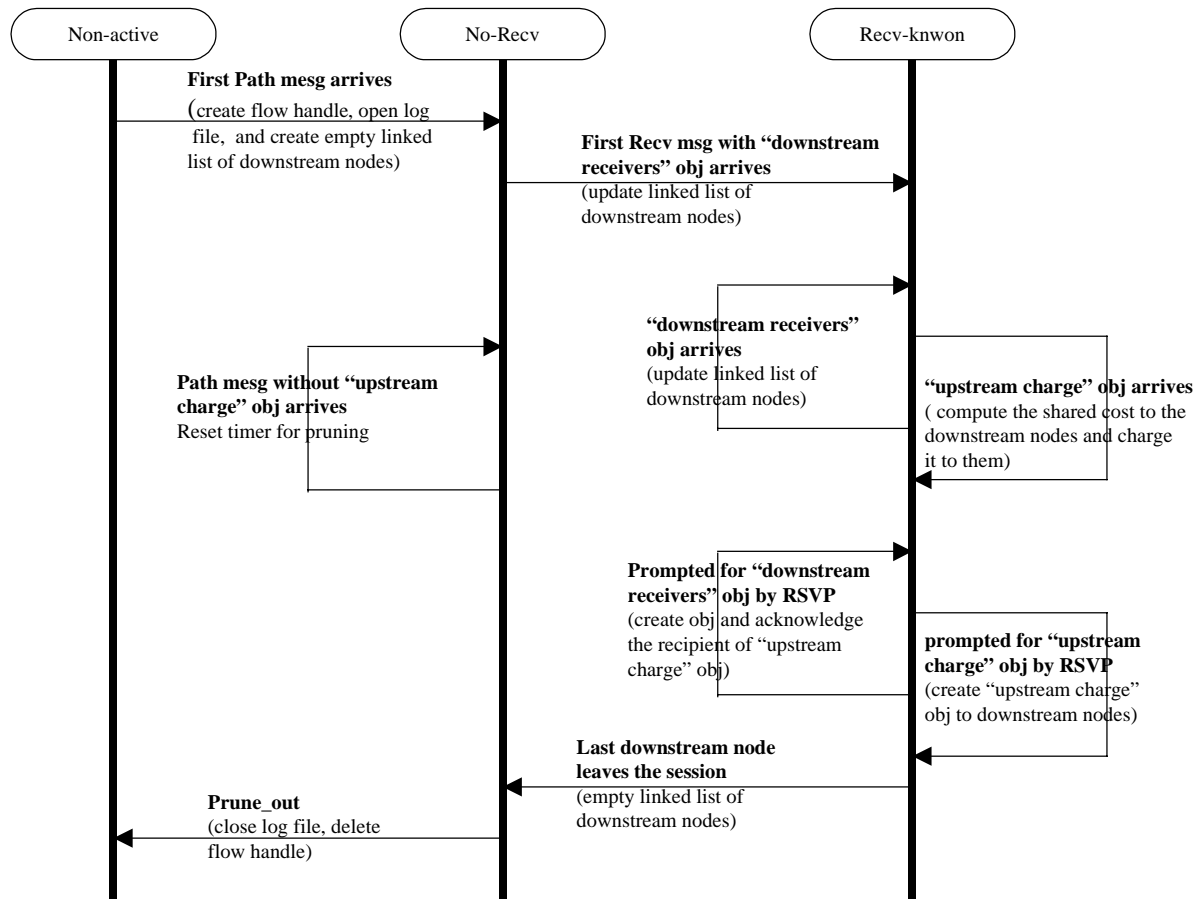 Non-active
No-Recv
Recv-knwon
First Path mesg arrives
(create flow handle, open log
file, and create empty linked
list of downstream nodes)
First Recv msg with “downstream
receivers” obj arrives
(update linked list of
downstream nodes)
“downstream receivers”
obj arrives
(update linked list of
downstream nodes)
Path mesg without “upstream
charge” obj arrives
Reset timer for pruning
“upstream charge” obj arrives
( compute the shared cost to the
downstream nodes and charge
it to them)
Prompted for “downstream
receivers” obj by RSVP
(create obj and acknowledge
the recipient of “upstream
charge” obj)
prompted for “upstream
charge” obj by RSVP
(create “upstream charge”
obj to downstream nodes)
Last downstream node
leaves the session
(empty linked list of
downstream nodes)
Prune_out
(close log file, delete
flow handle)